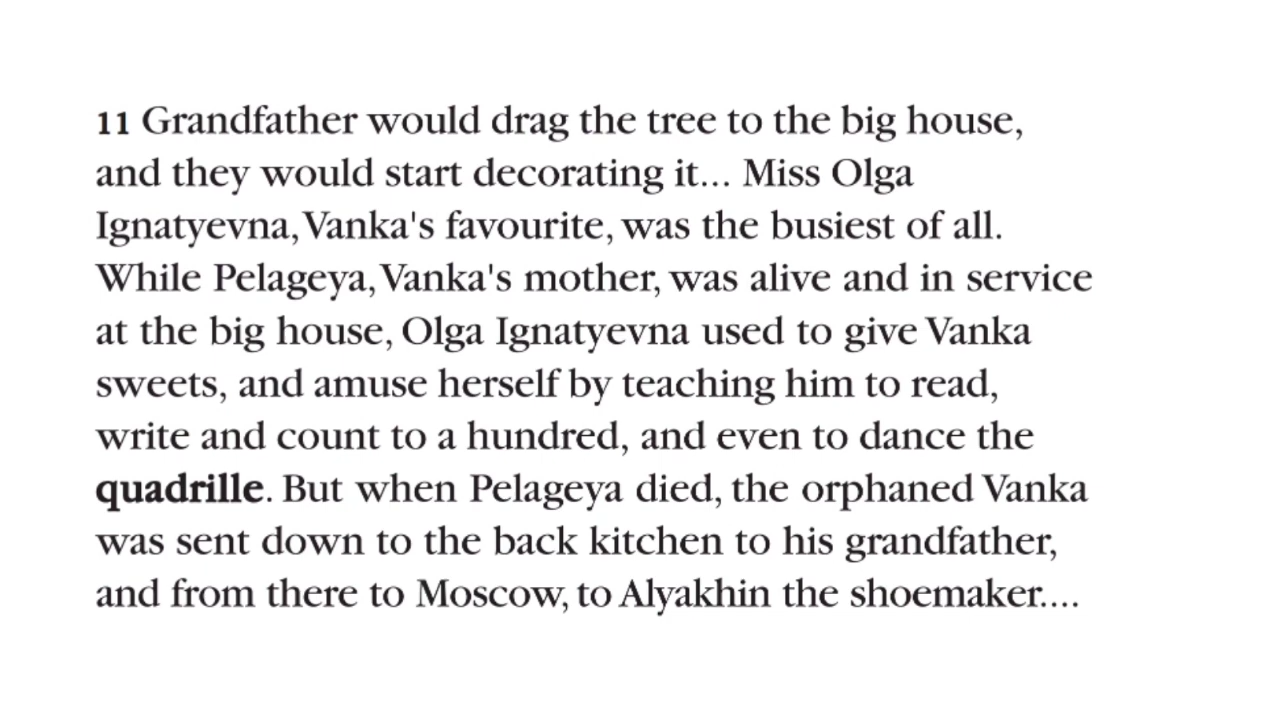 11 Grandfather would drag the tree to the big house,
and they would start decorating it... Miss Olga
Ignatyevna, Vanka's favourite, was the busiest of all.
While Pelageya, Vanka's mother, was alive and in service
at the big house, Olga Ignatyevna used to give Vanka
sweets, and amuse herself by teaching him to read,
write and count to a hundred, and even to dance the
quadrille. But when Pelageya died, the orphaned Vanka
was sent down to the back kitchen to his grandfather,
and from there to Moscow, to Alyakhin the shoemaker....